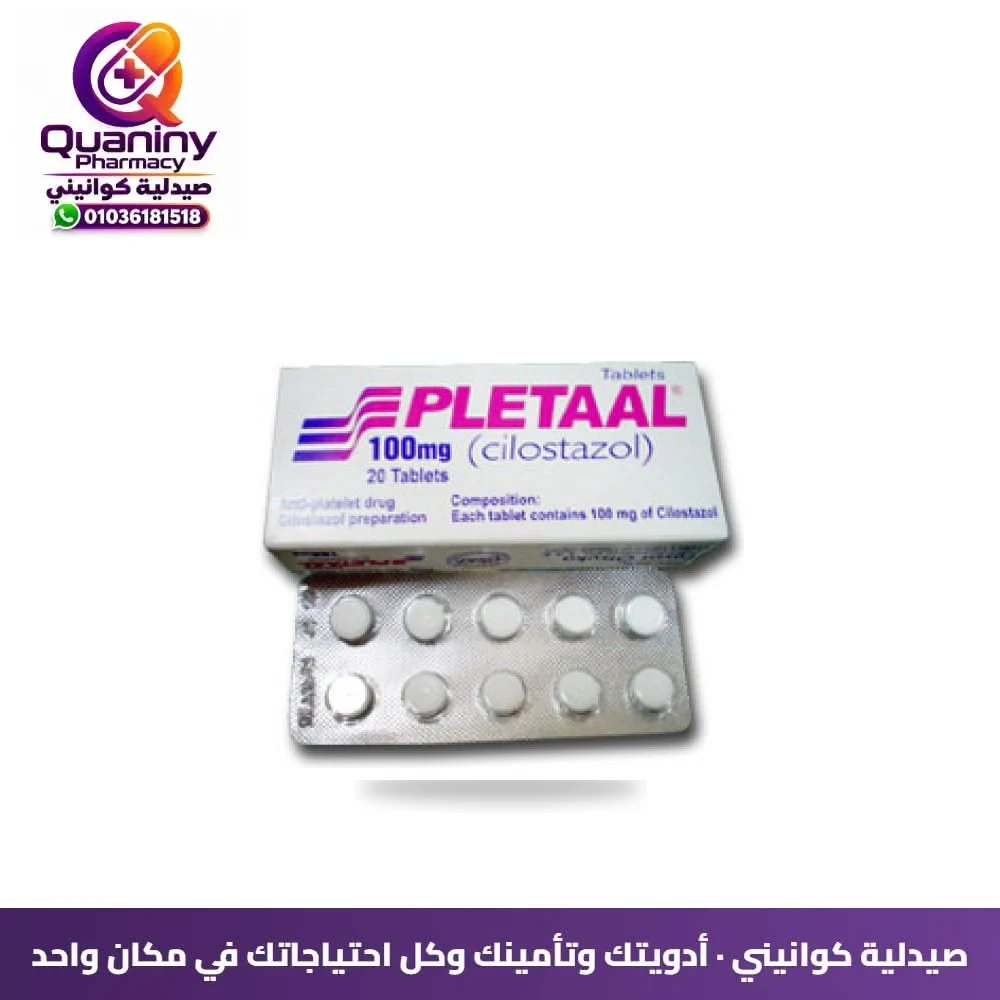 Quaniny
Pharmacy
صيدلية كوانيني
01036181518
Tablets
PLETAAL®
100mg (cilostazol)
20 Tablets
Anti-platelet drug
Cilostazol preparation
Composition:
Each tablet contains 100 mg of Cilostazol
PLETAAL
صيدلية كوانيني · أدويتك وتأمينك وكل احتياجاتك في مكان واحد